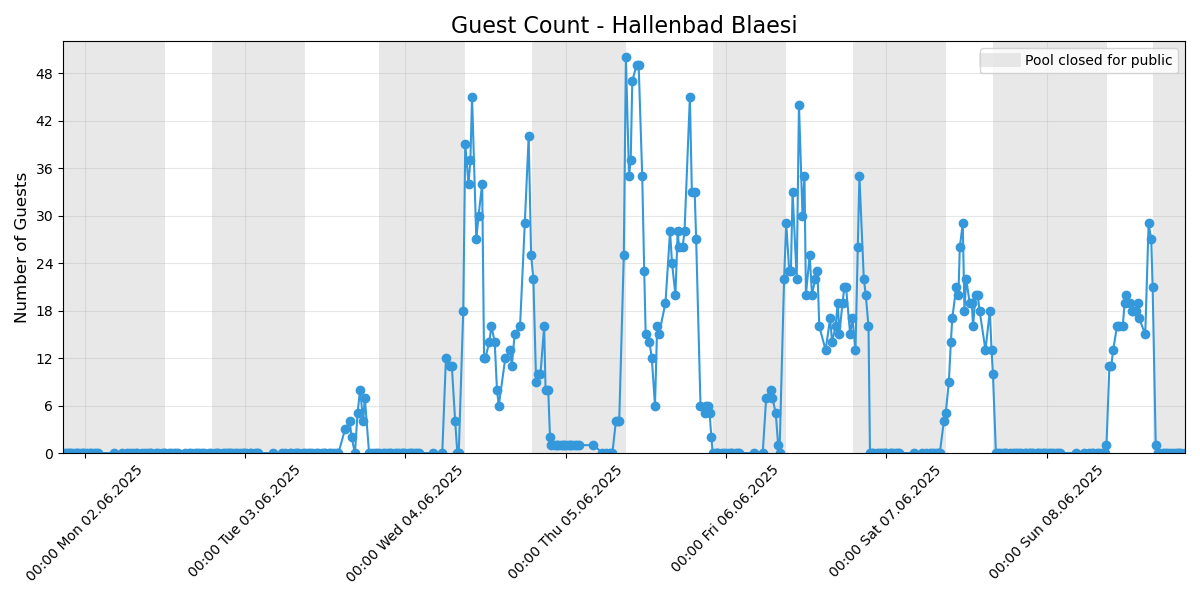 Guest Count - Hallenbad Blaesi
Pool closed for public
Number of Guests
48
42
36
30
24
18
12
6
0
00:00 Mon 02.06.2025
00:00 Tue 03.06.2025
00:00 Wed 04.06.2025
00:00 Thu 05.06.2025
00:00 Fri 06.06.2025
00:00 Sat 07.06.2025
00:00 Sun 08.06.2025